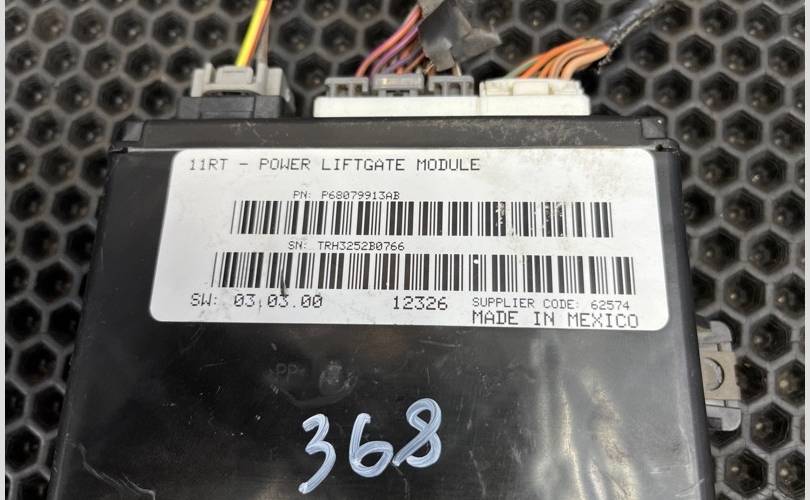 11RT - POWER LIFTGATE MODULE
PN: P68079913AB
SN: TRH3252B0766
SW: 03.03.00 12326 SUPPLIER CODE: 62574
MADE IN MEXICO
PP
368